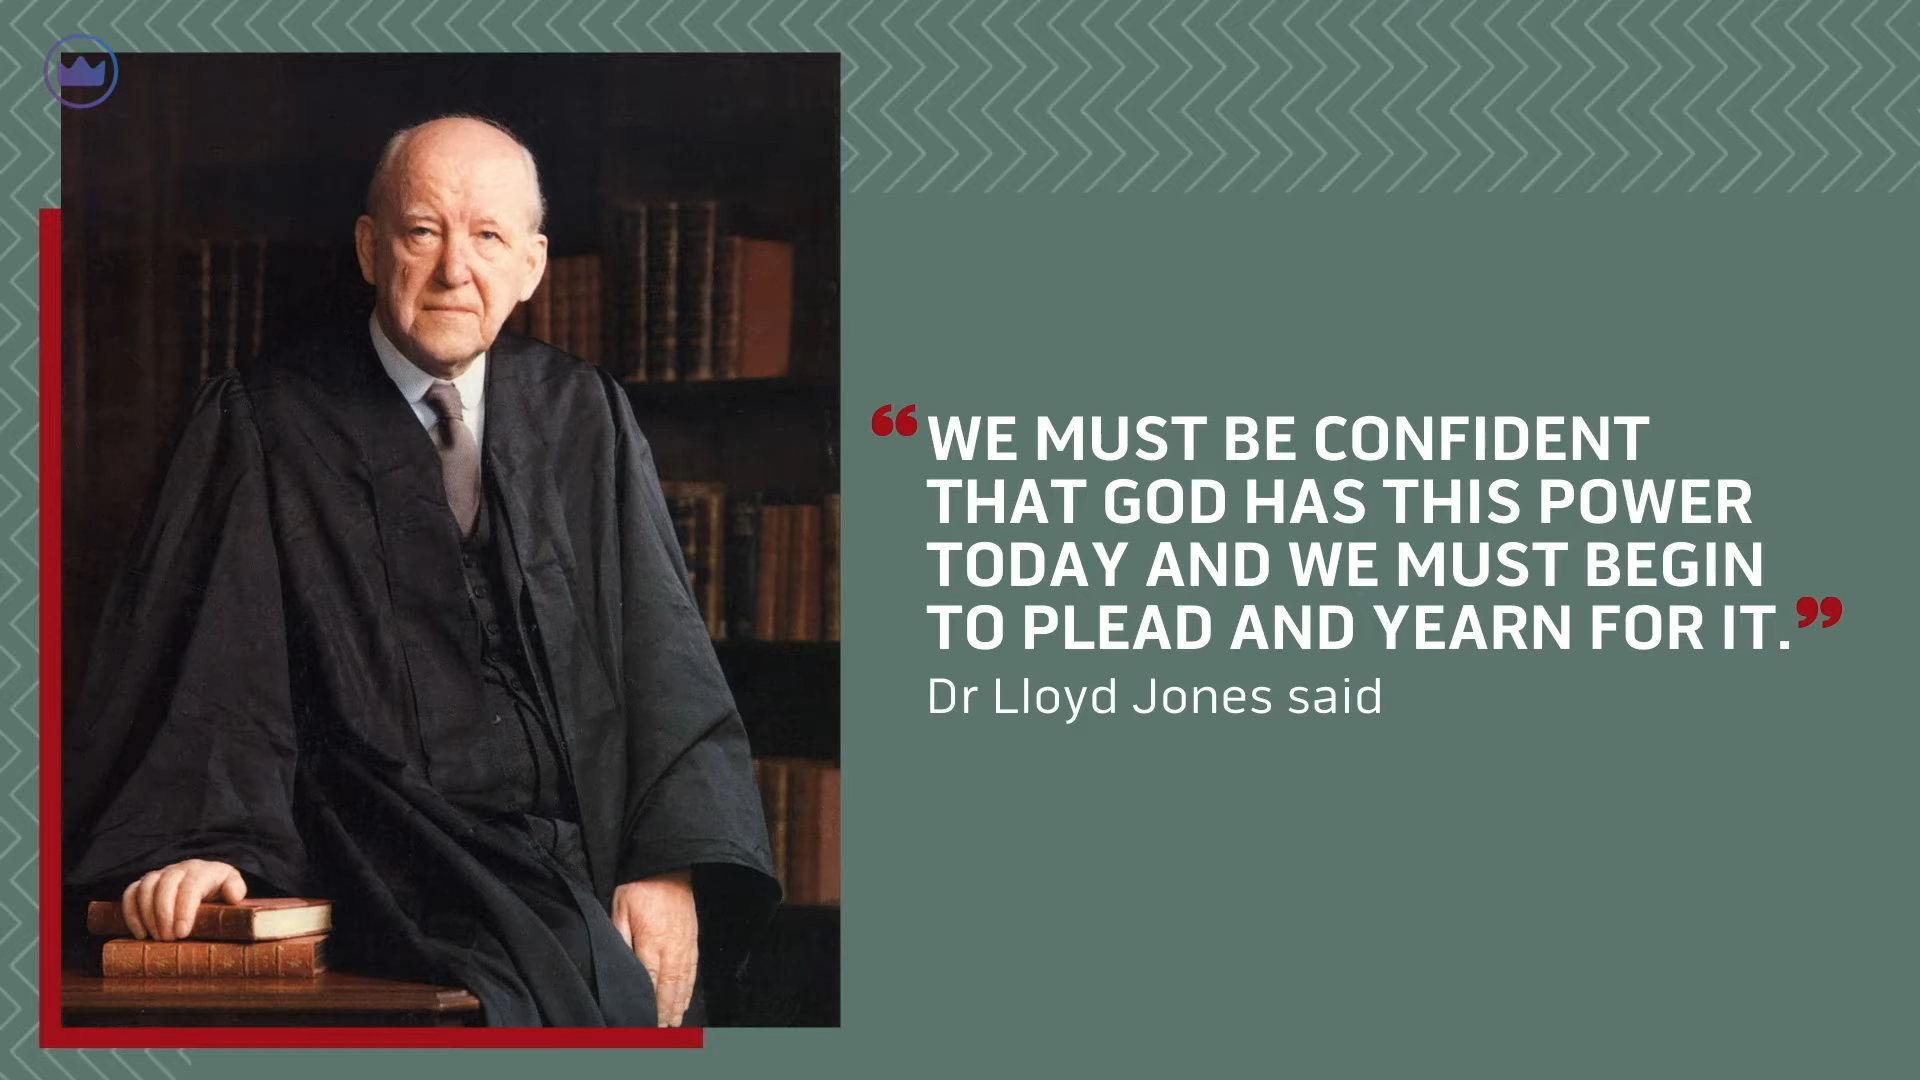 “WE MUST BE CONFIDENT
THAT GOD HAS THIS POWER
TODAY AND WE MUST BEGIN
TO PLEAD AND YEARN FOR IT.”
Dr Lloyd Jones said